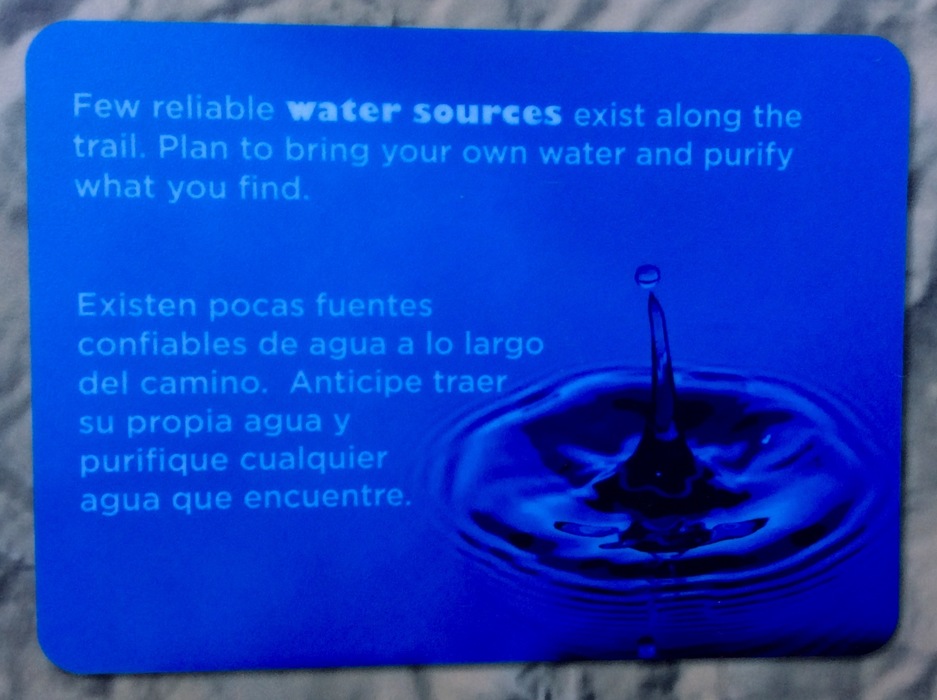 Few reliable water sources exist along the
trail. Plan to bring your own water and purify
what you find.
Existen pocas fuentes
confiables de agua a lo largo
del camino. Anticipe traer
su propia agua y
purifique cualquier
agua que encuentre.